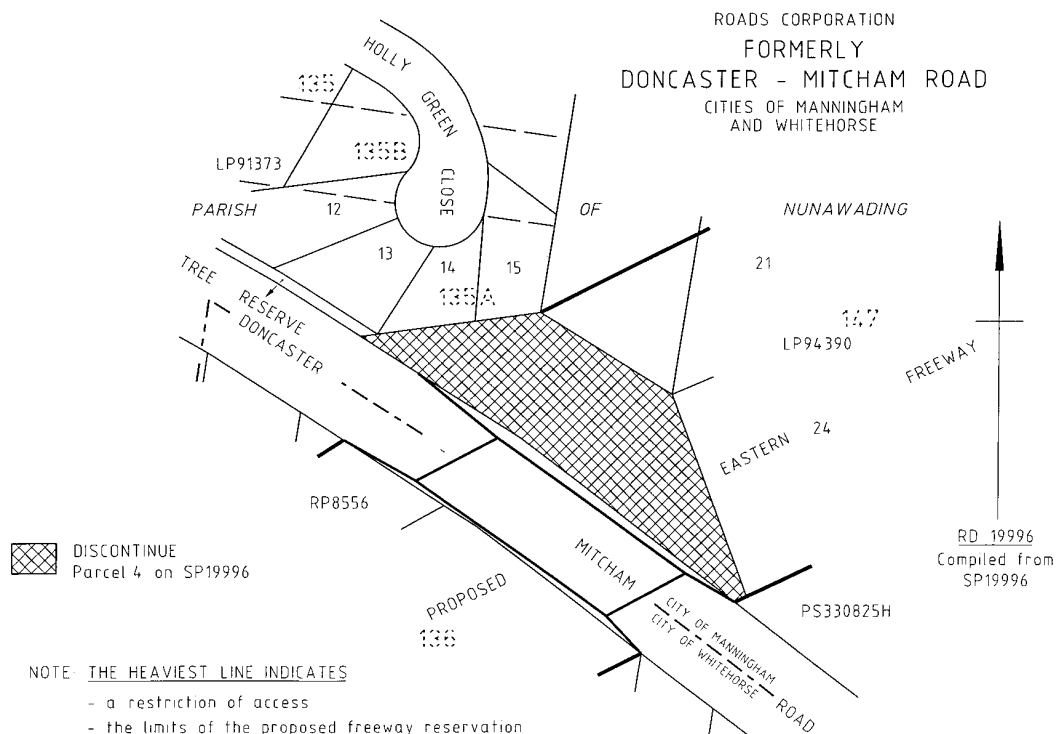 ROADS CORPORATION
FORMERLY
DONCASTER - MITCHAM ROAD
CITIES OF MANNINGHAM
AND WHITEHORSE
HOLLY
GREEN
CLOSE
135
135B
LP91373
PARISH
OF
NUNAWADING
12
13
14
15
135A
21
147
LP94390
FREEWAY
TREE
RESERVE
DONCASTER
EASTERN
24
RP8556
DISCONTINUE
Parcel 4 on SP19996
RD 19996
Compiled from
SP19996
MITCHAM
PROPOSED
136
CITY OF MANNINGHAM
CITY OF WHITEHORSE
PS330825H
ROAD
NOTE: THE HEAVIEST LINE INDICATES
- a restriction of access
- the limits of the proposed freeway reservation